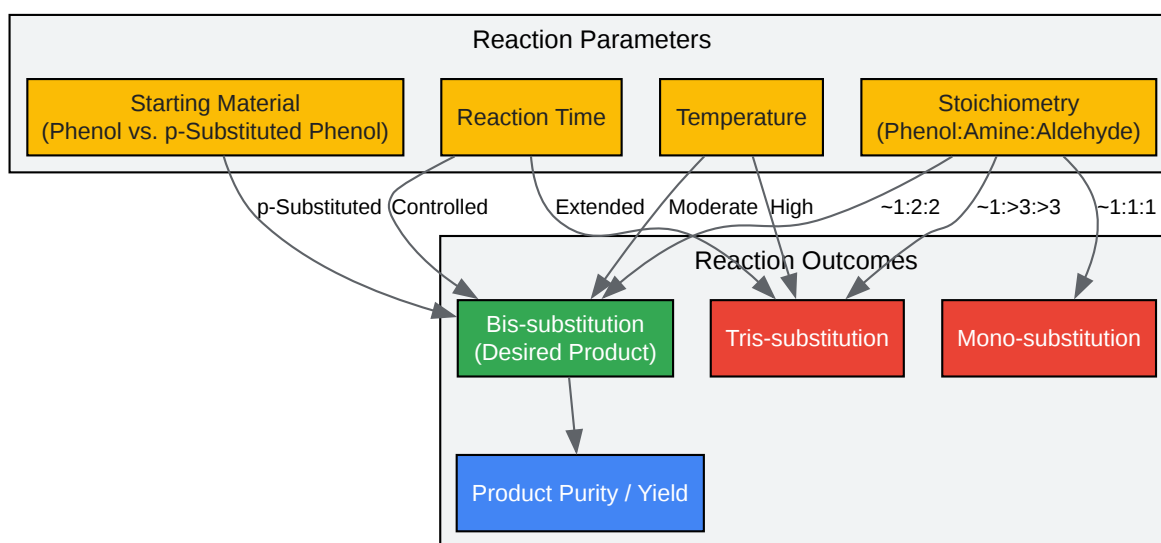 Reaction Parameters
Starting Material
(Phenol vs. p-Substituted Phenol)
Reaction Time
Temperature
Stoichiometry
(Phenol:Amine:Aldehyde)
p-Substituted
Controlled
Extended
Moderate
High
~1:2:2
~1:>3:>3
~1:1:1
Reaction Outcomes
Bis-substitution
(Desired Product)
Tris-substitution
Mono-substitution
Product Purity / Yield